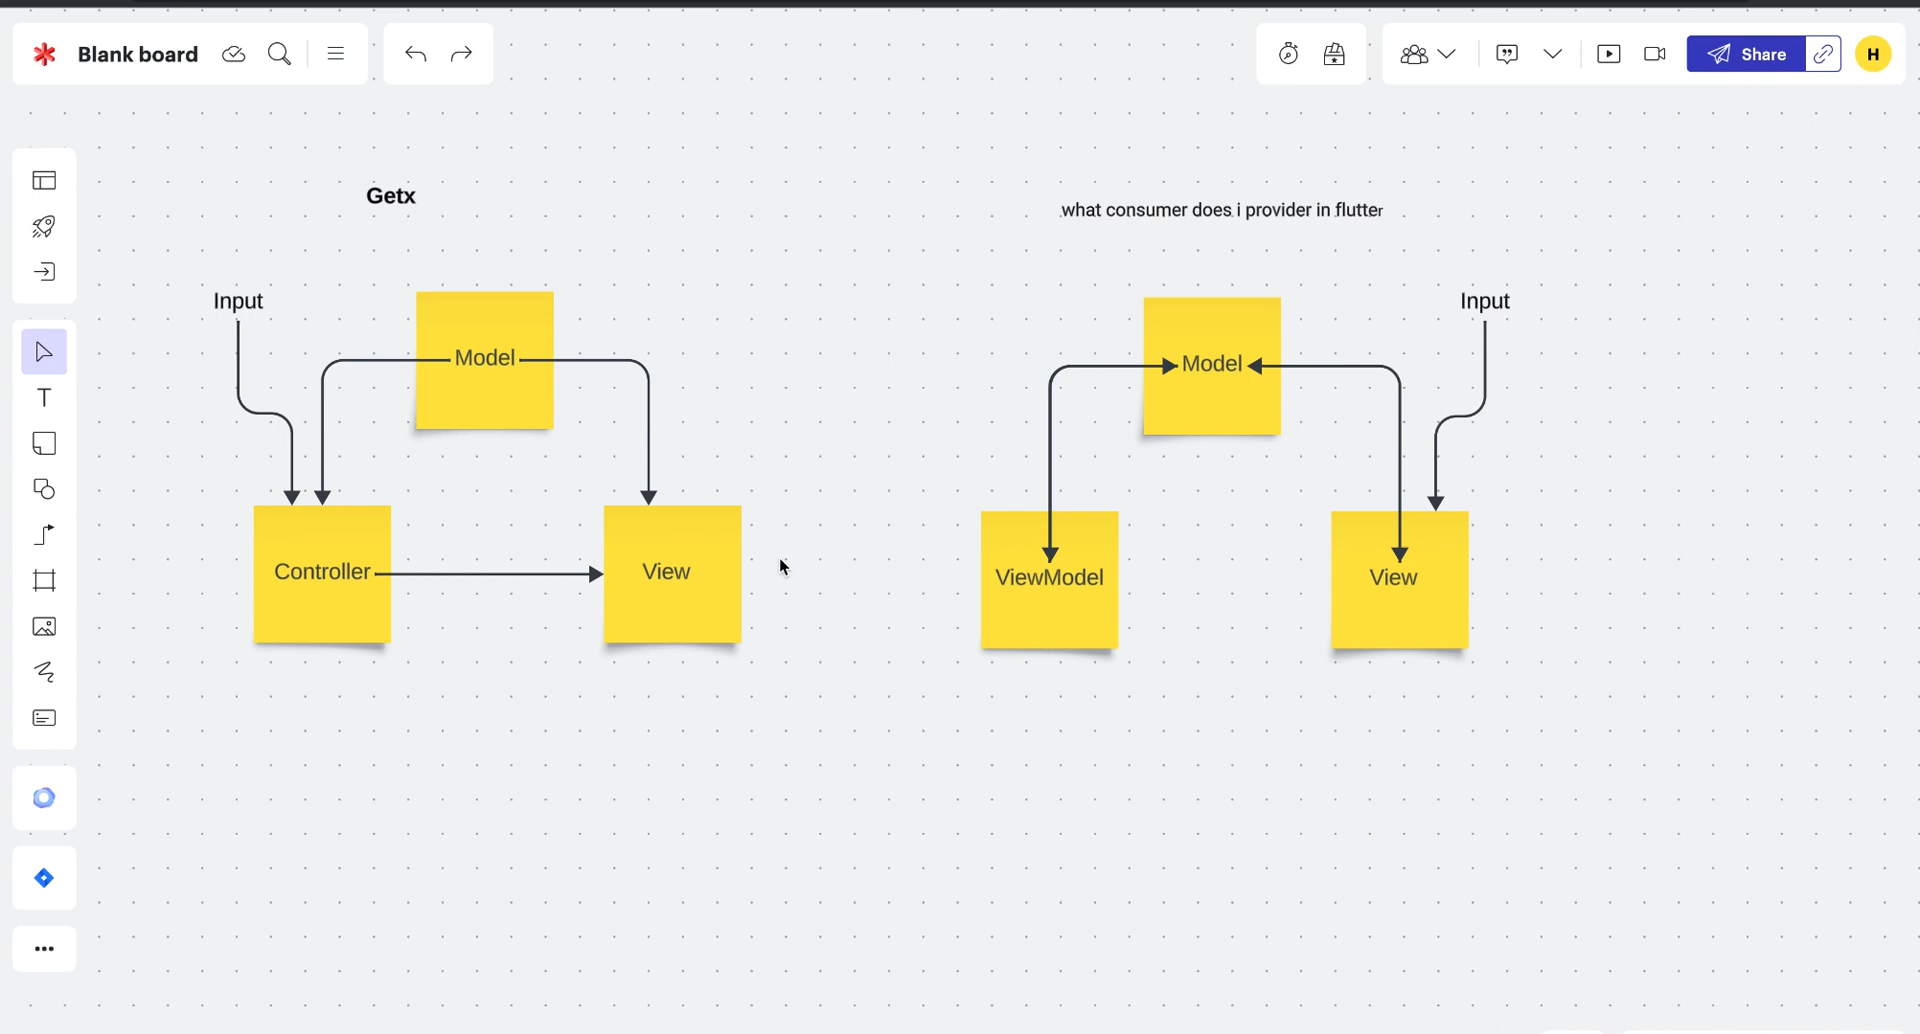 Blank board
Share
H
Getx
what consumer does i provider in flutter
Input
Model
Controller
View
Model
Input
ViewModel
View